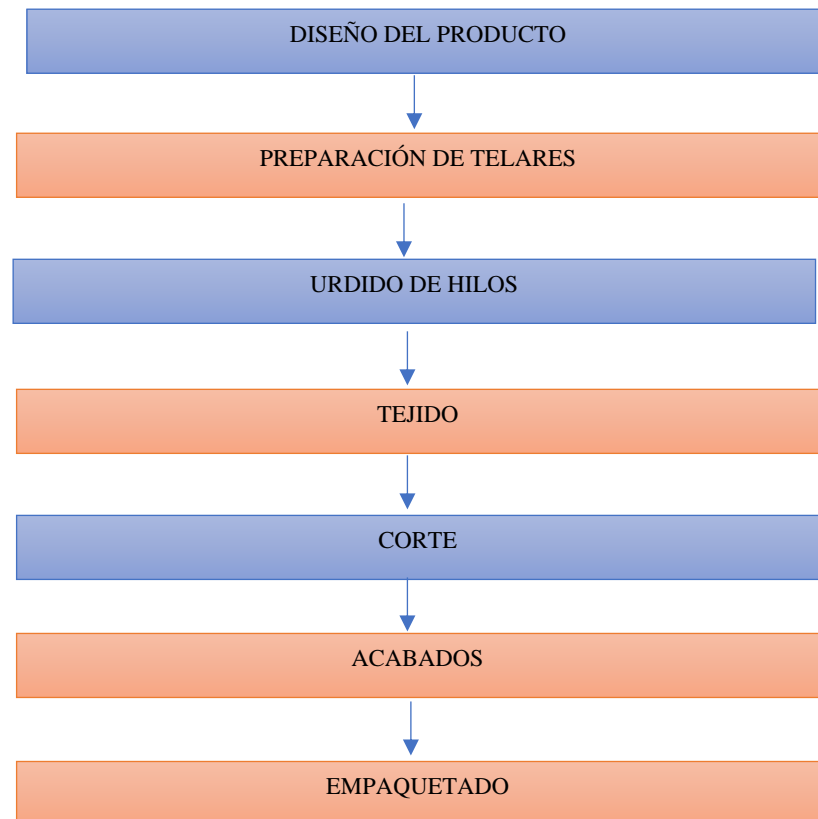 DISEÑO DEL PRODUCTO
PREPARACIÓN DE TELARES
URDIDO DE HILOS
TEJIDO
CORTE
ACABADOS
EMPAQUETADO